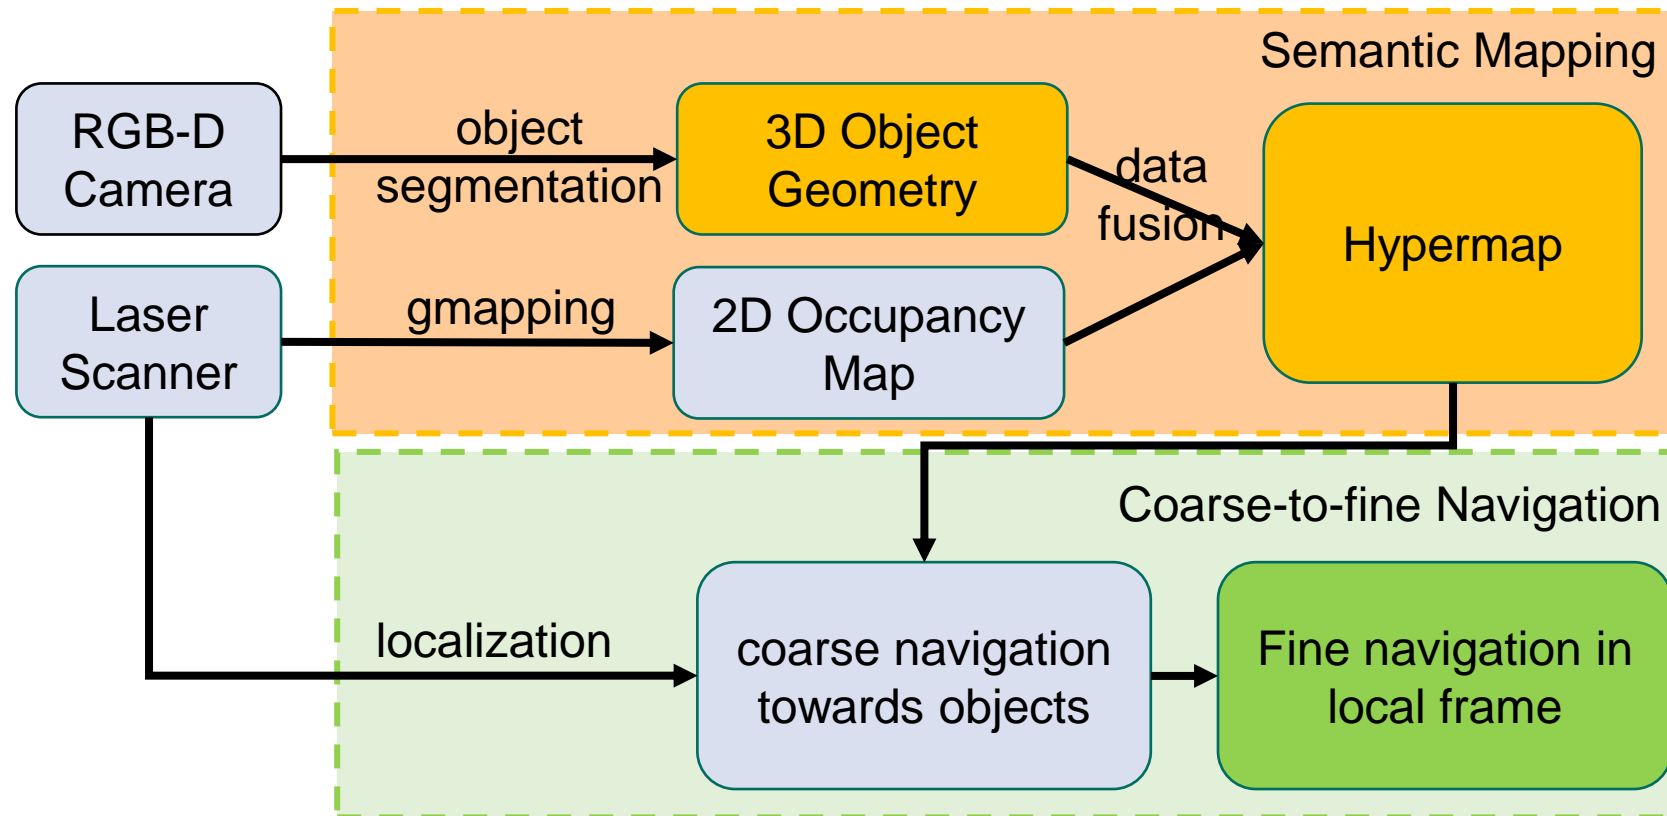 Semantic Mapping
RGB-D
Camera
object
segmentation
3D Object
Geometry
data
fusion
Hypermap
Laser
Scanner
gmapping
2D Occupancy
Map
Coarse-to-fine Navigation
localization
coarse navigation
towards objects
Fine navigation in
local frame